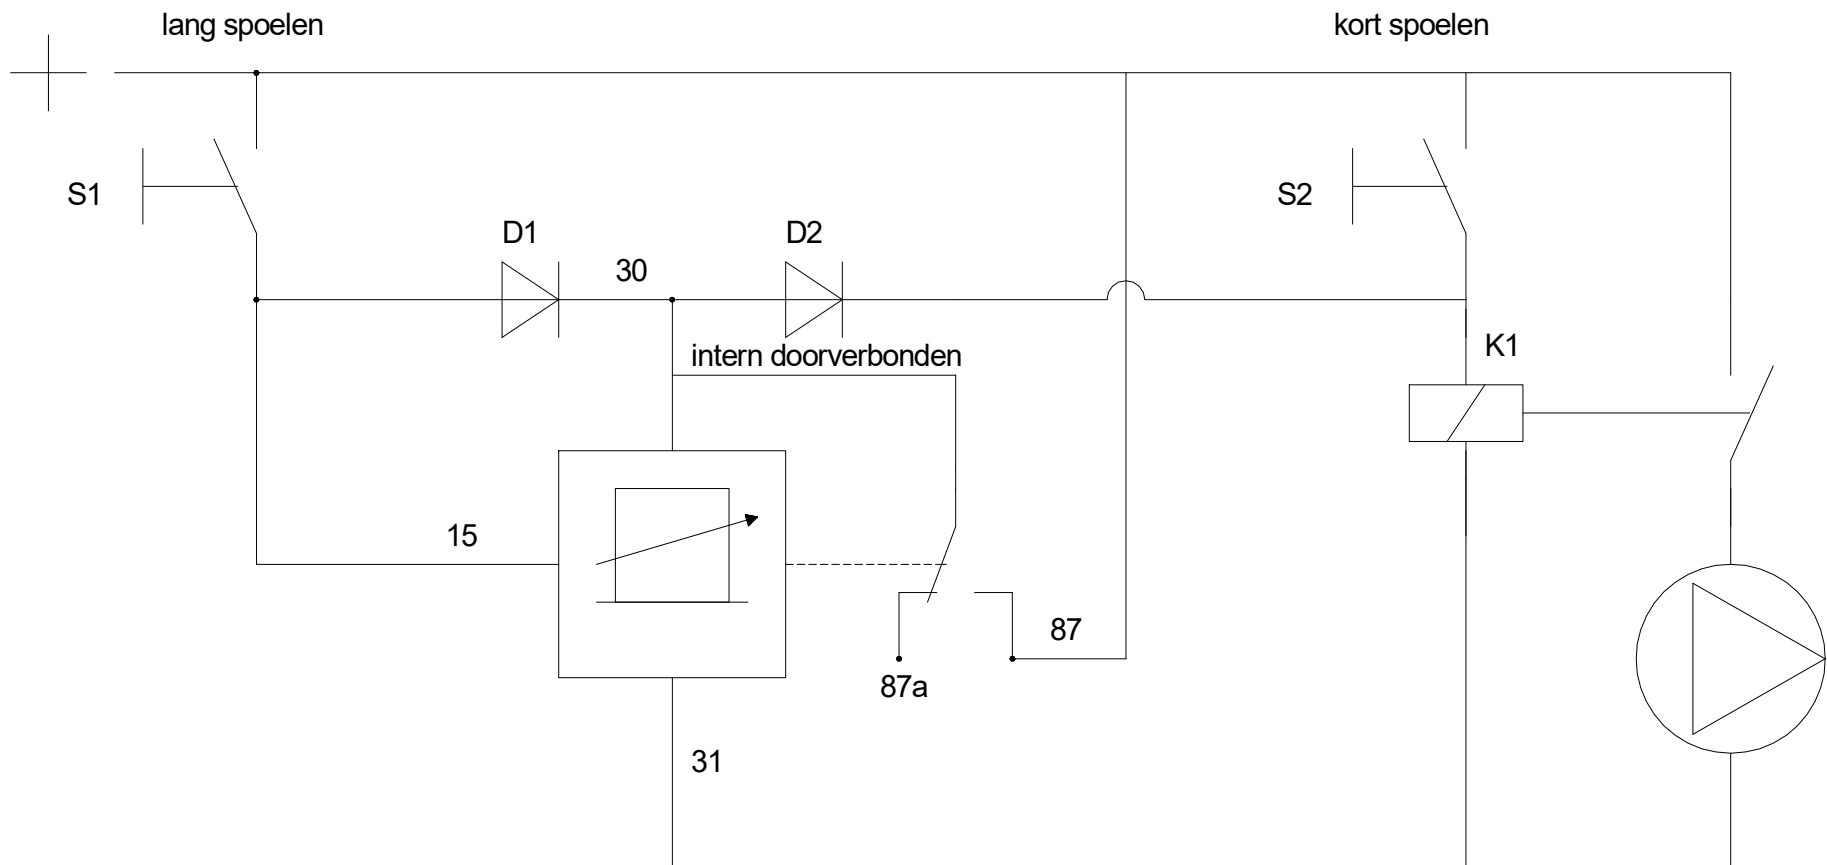 lang spoelen
kort spoelen
S1
S2
D1
D2
30
K1
intern doorverbonden
15
87
87a
31